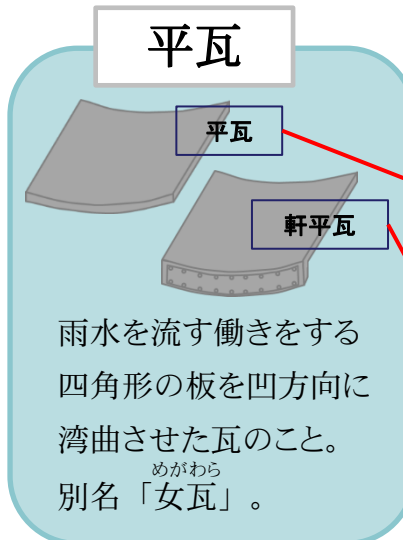 平瓦
平瓦
軒平瓦
雨水を流す働きをする
四角形の板を凹方向に
湾曲させた瓦のこと。
めがわら
別名「女瓦」。